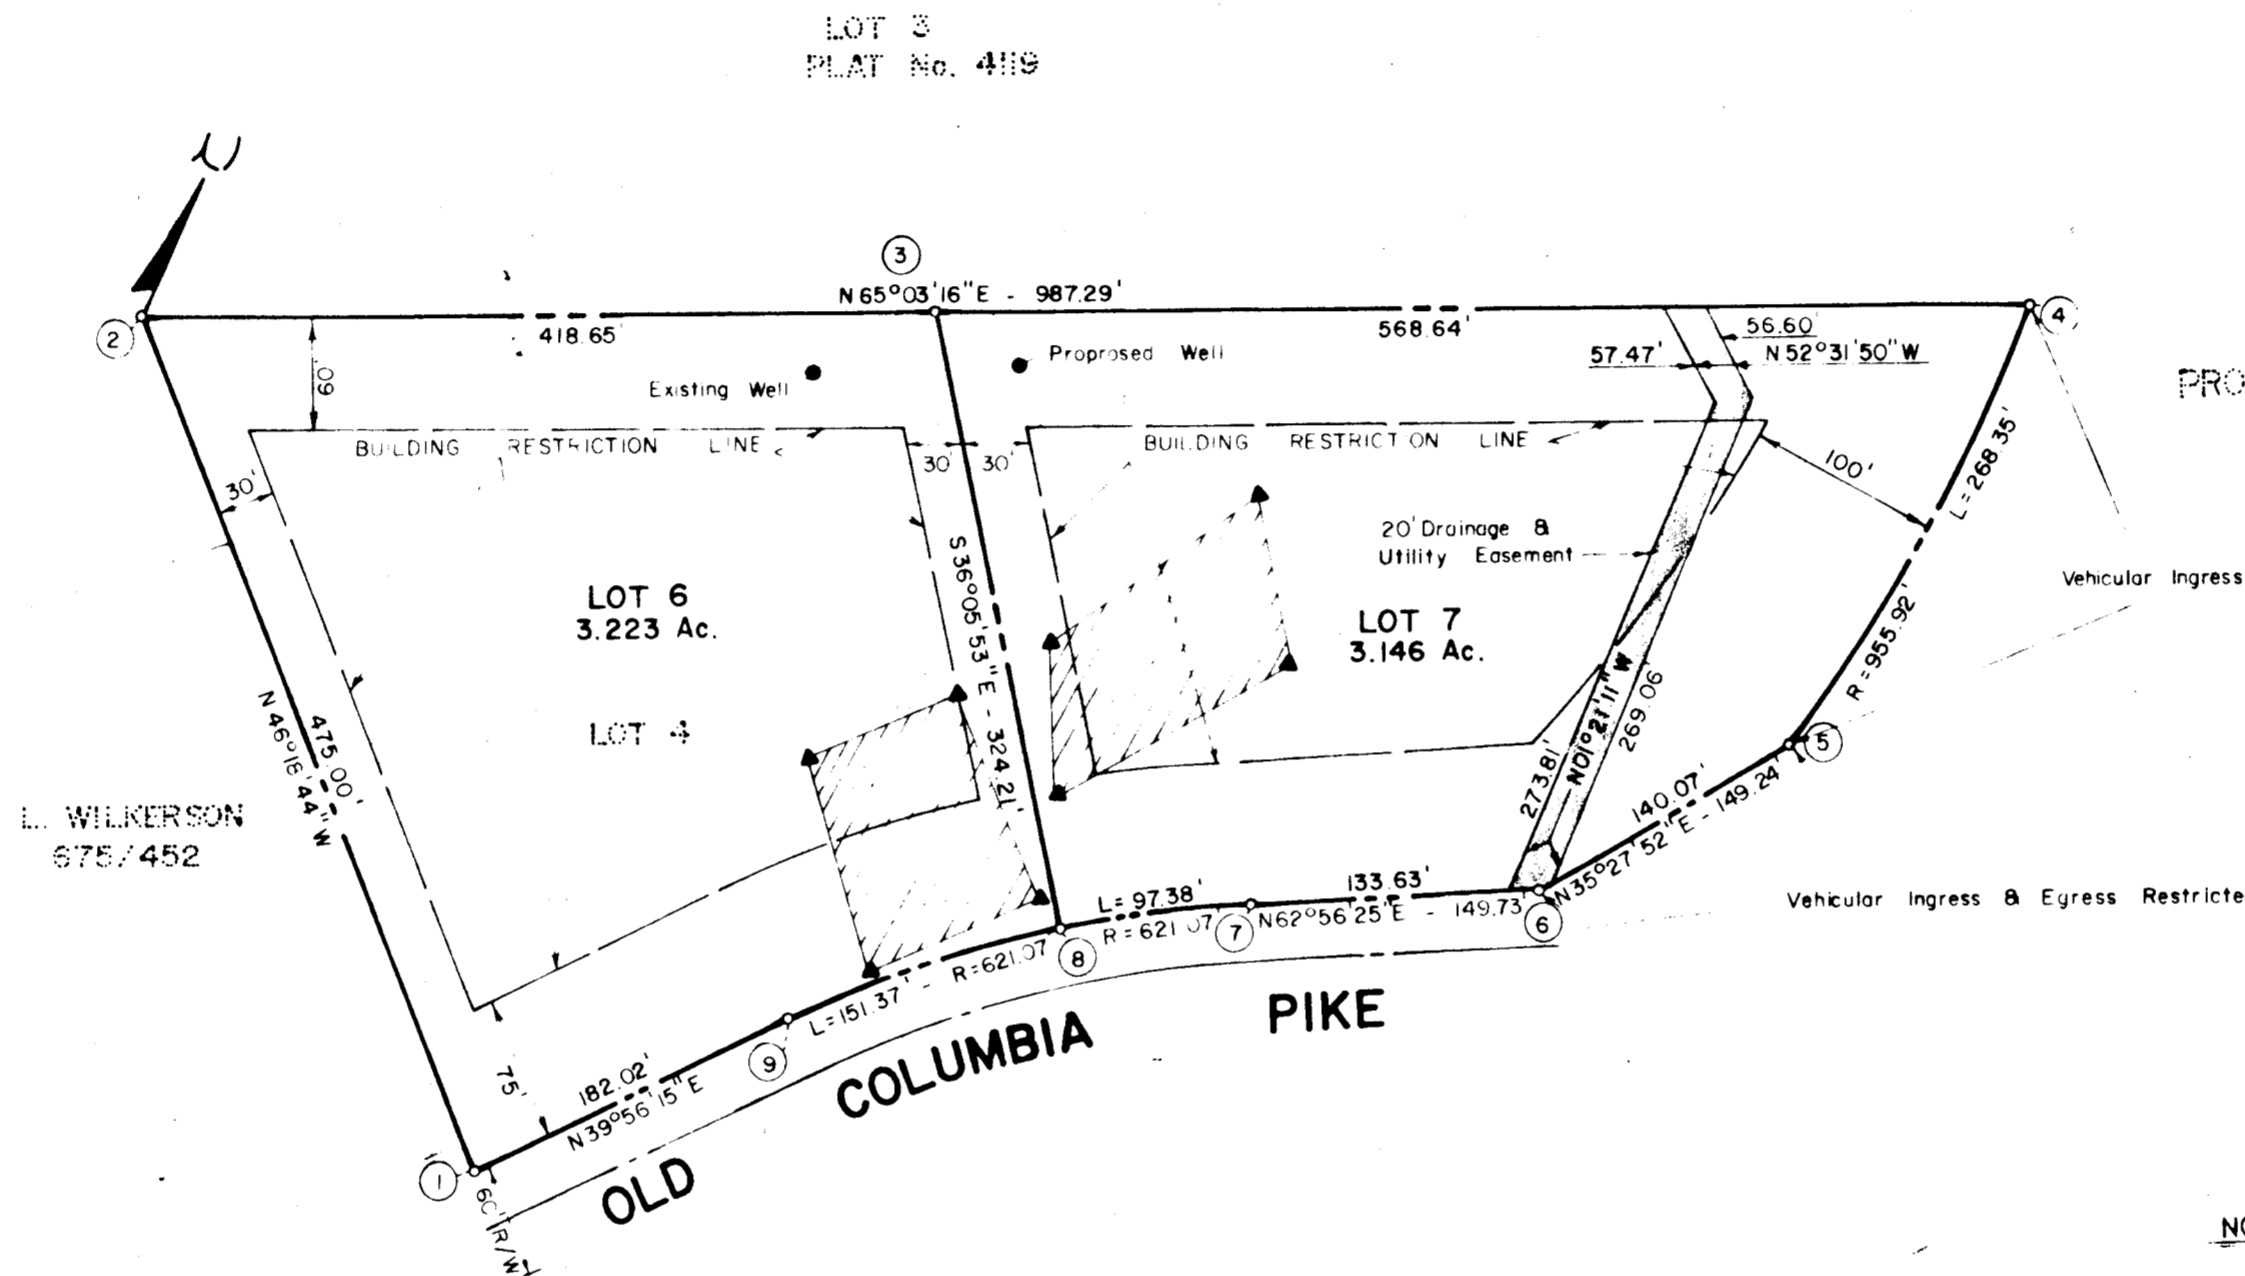 LOT 3
PLAT No. 4119
N
3
N 65°03'16"E - 987.29'
2
4
418.65'
568.64'
56.60'
57.47'
N 52°31'50"W
Proprosed Well
Existing Well
60'
BUILDING RESTRICTION LINE
BUILDING RESTRICTION LINE
30'
30'
30'
100'
L=268.35'
20' Drainage &
Utility Easement
S 36°05'53"E - 324.21'
LOT 6
3.223 Ac.
LOT 7
3.146 Ac.
Vehicular Ingress
R=955.92'
LOT 4
475.00'
N 46°18'44"W
L. WILKERSON
675/452
273.81'
N01°21'11"W
269.06'
5
140.07'
N35°27'52"E - 149.24'
133.63'
N62°56'25"E - 149.73'
L=97.38'
R=621.07'
7
6
8
Vehicular Ingress & Egress Restricte
L=151.37' - R=621.07
9
182.02'
N39°56'15"E
75'
1
60' R/W
OLD COLUMBIA PIKE
PRO
NO